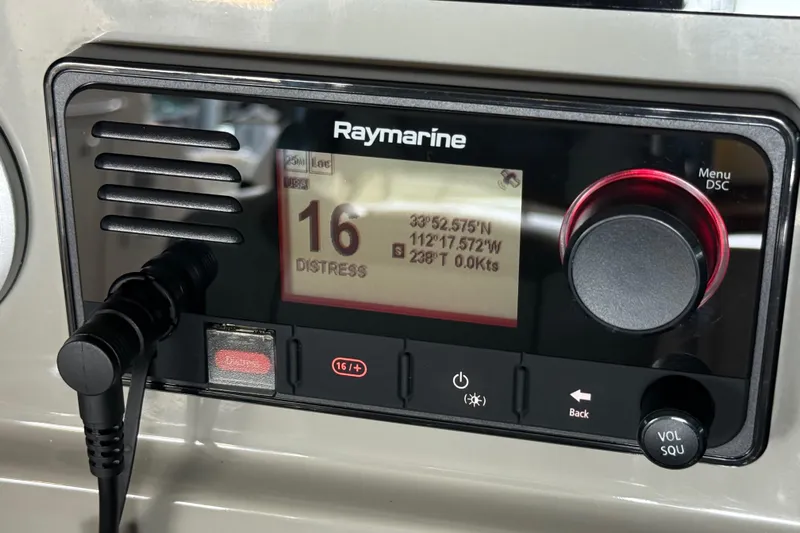 Raymarine
Menu
DSC
25W Loc
16
DISTRESS
33°52.575'N
112°17.572'W
S 238°T 0.0Kts
Distress
16/+
Back
VOL
SQU